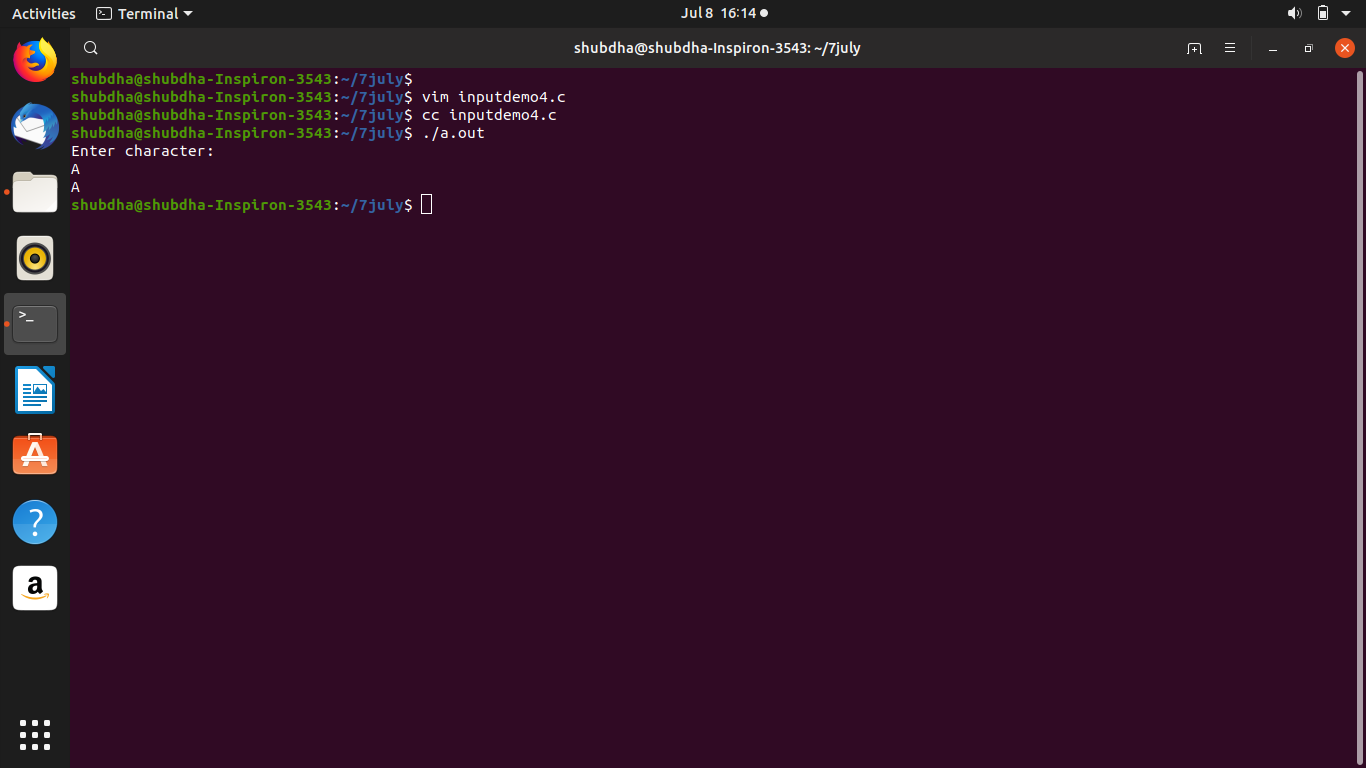 Activities Terminal Jul 8 16:14
shubdha@shubdha-Inspiron-3543: ~/7july
shubdha@shubdha-Inspiron-3543:~/7july$
shubdha@shubdha-Inspiron-3543:~/7july$ vim inputdemo4.c
shubdha@shubdha-Inspiron-3543:~/7july$ cc inputdemo4.c
shubdha@shubdha-Inspiron-3543:~/7july$ ./a.out
Enter character:
A
A
shubdha@shubdha-Inspiron-3543:~/7july$